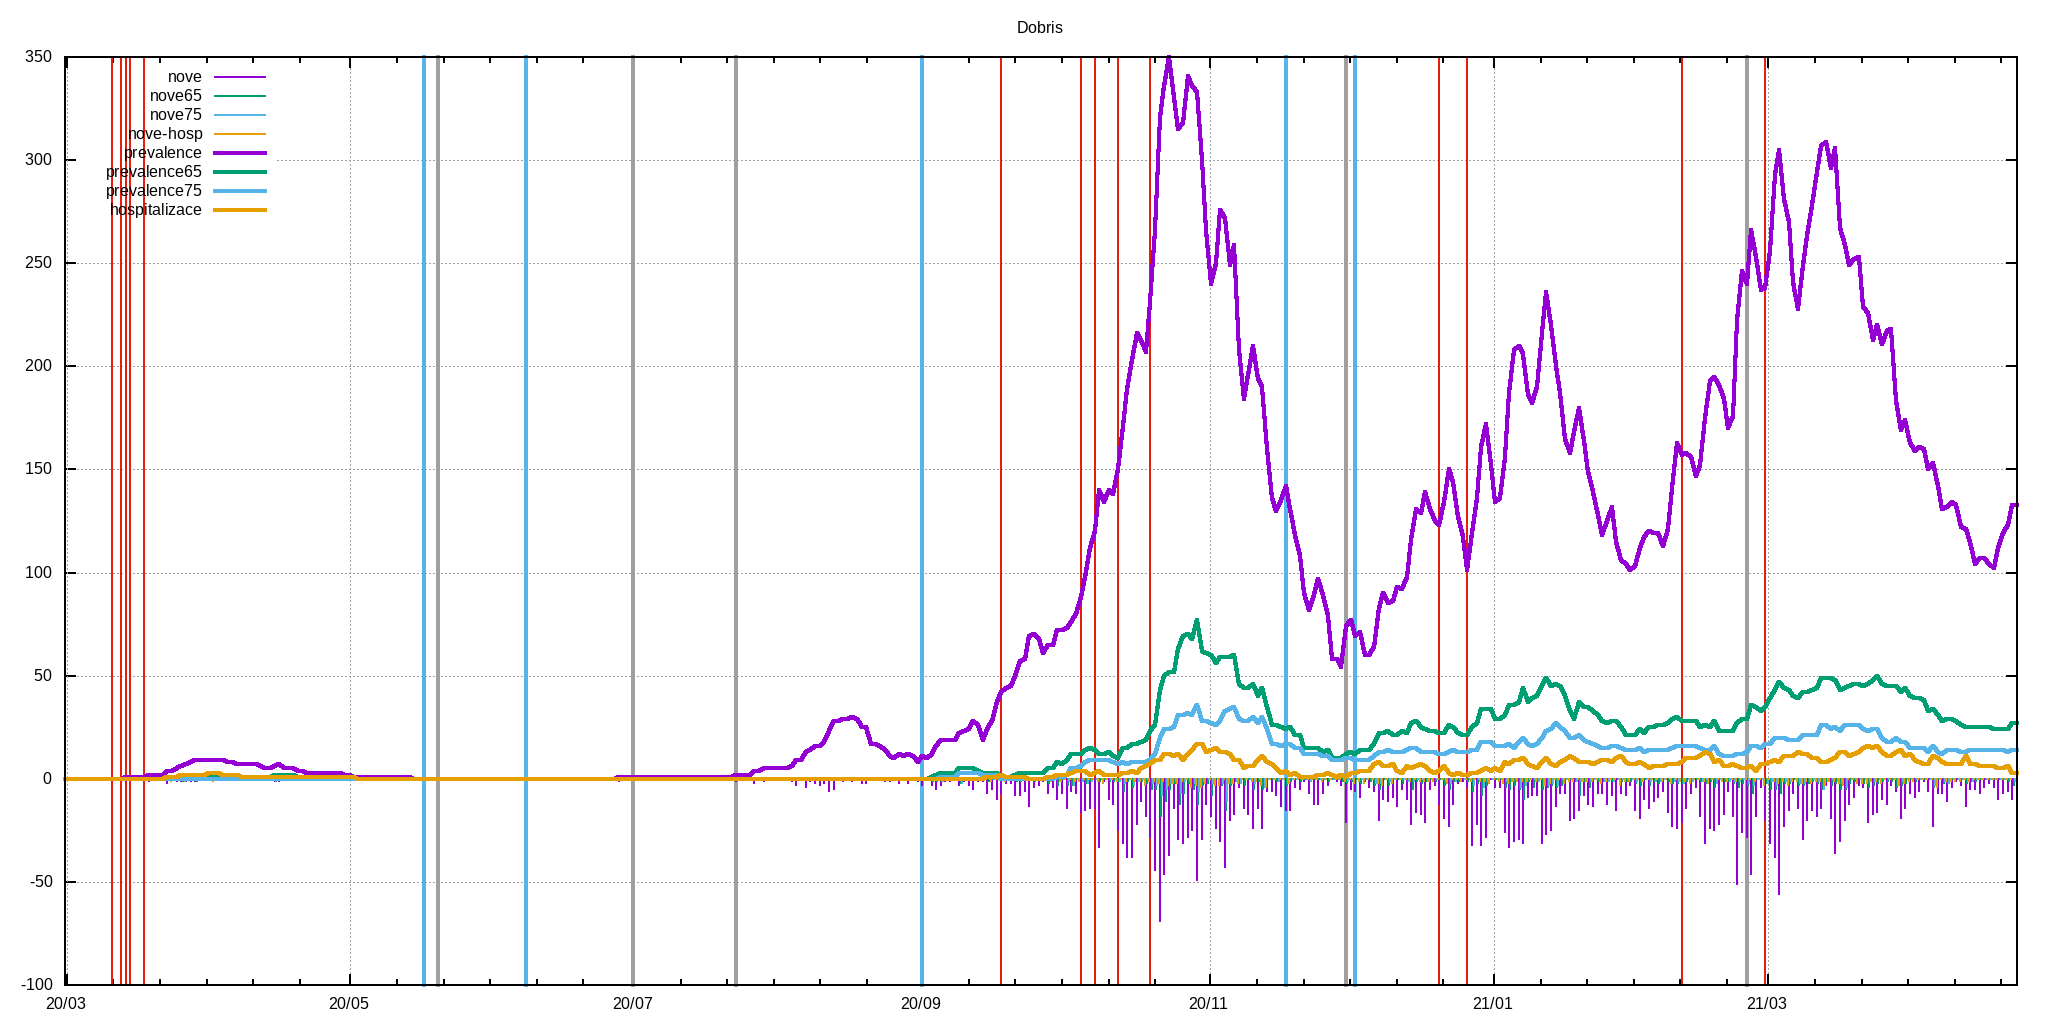 Dobris
350
nove
nove65
nove75
nove-hosp
prevalence
prevalence65
prevalence75
hospitalizace
300
250
200
150
100
50
0
-50
-100
20/03 20/05 20/07 20/09 20/11 21/01 21/03